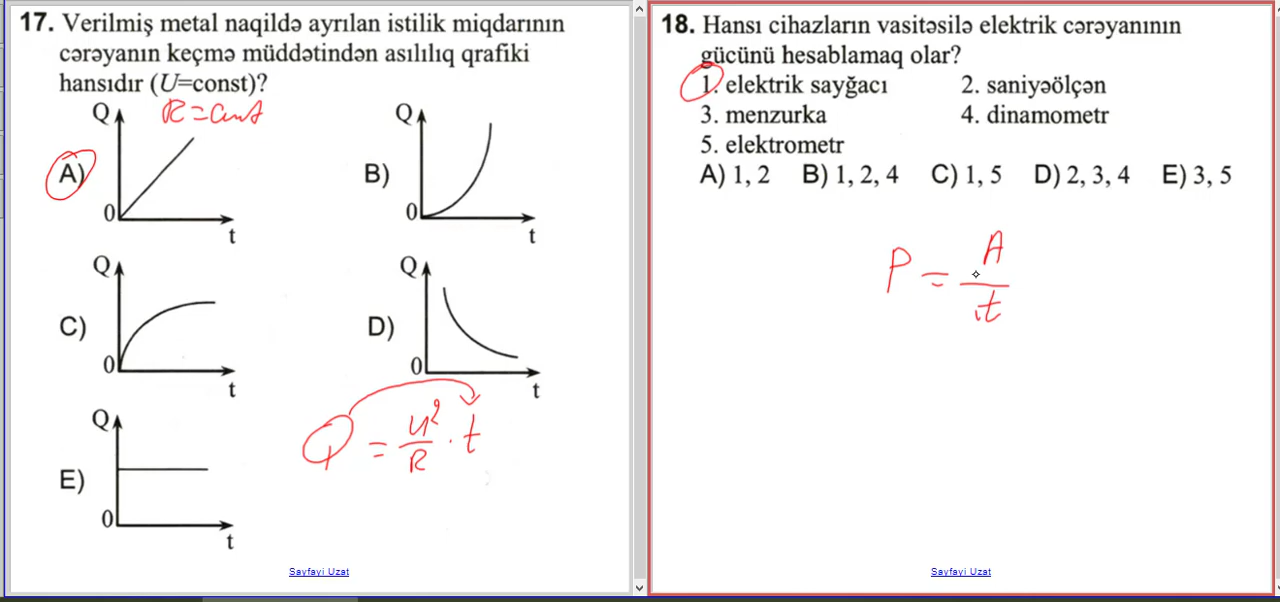 17. Verilmiş metal naqildə ayrılan istilik miqdarının
cərəyanın keçmə müddətindən asılılıq qrafiki
hansıdır (U=const)?
Q R = const
A)
0
t
Q
B)
0
t
Q
C)
0
t
Q
D)
0
t
Q
E)
0
t
Q = U²/R · t
Sayfayi Uzat
18. Hansı cihazların vasitəsilə elektrik cərəyanının
gücünü hesablamaq olar?
1. elektrik sayğacı 2. saniyəölçən
3. menzurka 4. dinamometr
5. elektrometr
A) 1, 2 B) 1, 2, 4 C) 1, 5 D) 2, 3, 4 E) 3, 5
P = A/t
Sayfayi Uzat